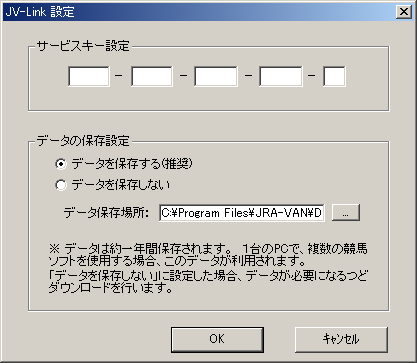 JV-Link 設定
サービスキー設定
- - - -
データの保存設定
データを保存する(推奨)
データを保存しない
データ保存場所: C:¥Program Files¥JRA-VAN¥D ...
※ データは約一年間保存されます。 1台のPCで、複数の競馬
ソフトを使用する場合、このデータが利用されます。
「データを保存しない」に設定した場合、データが必要になるつど
ダウンロードを行います。
OK キャンセル